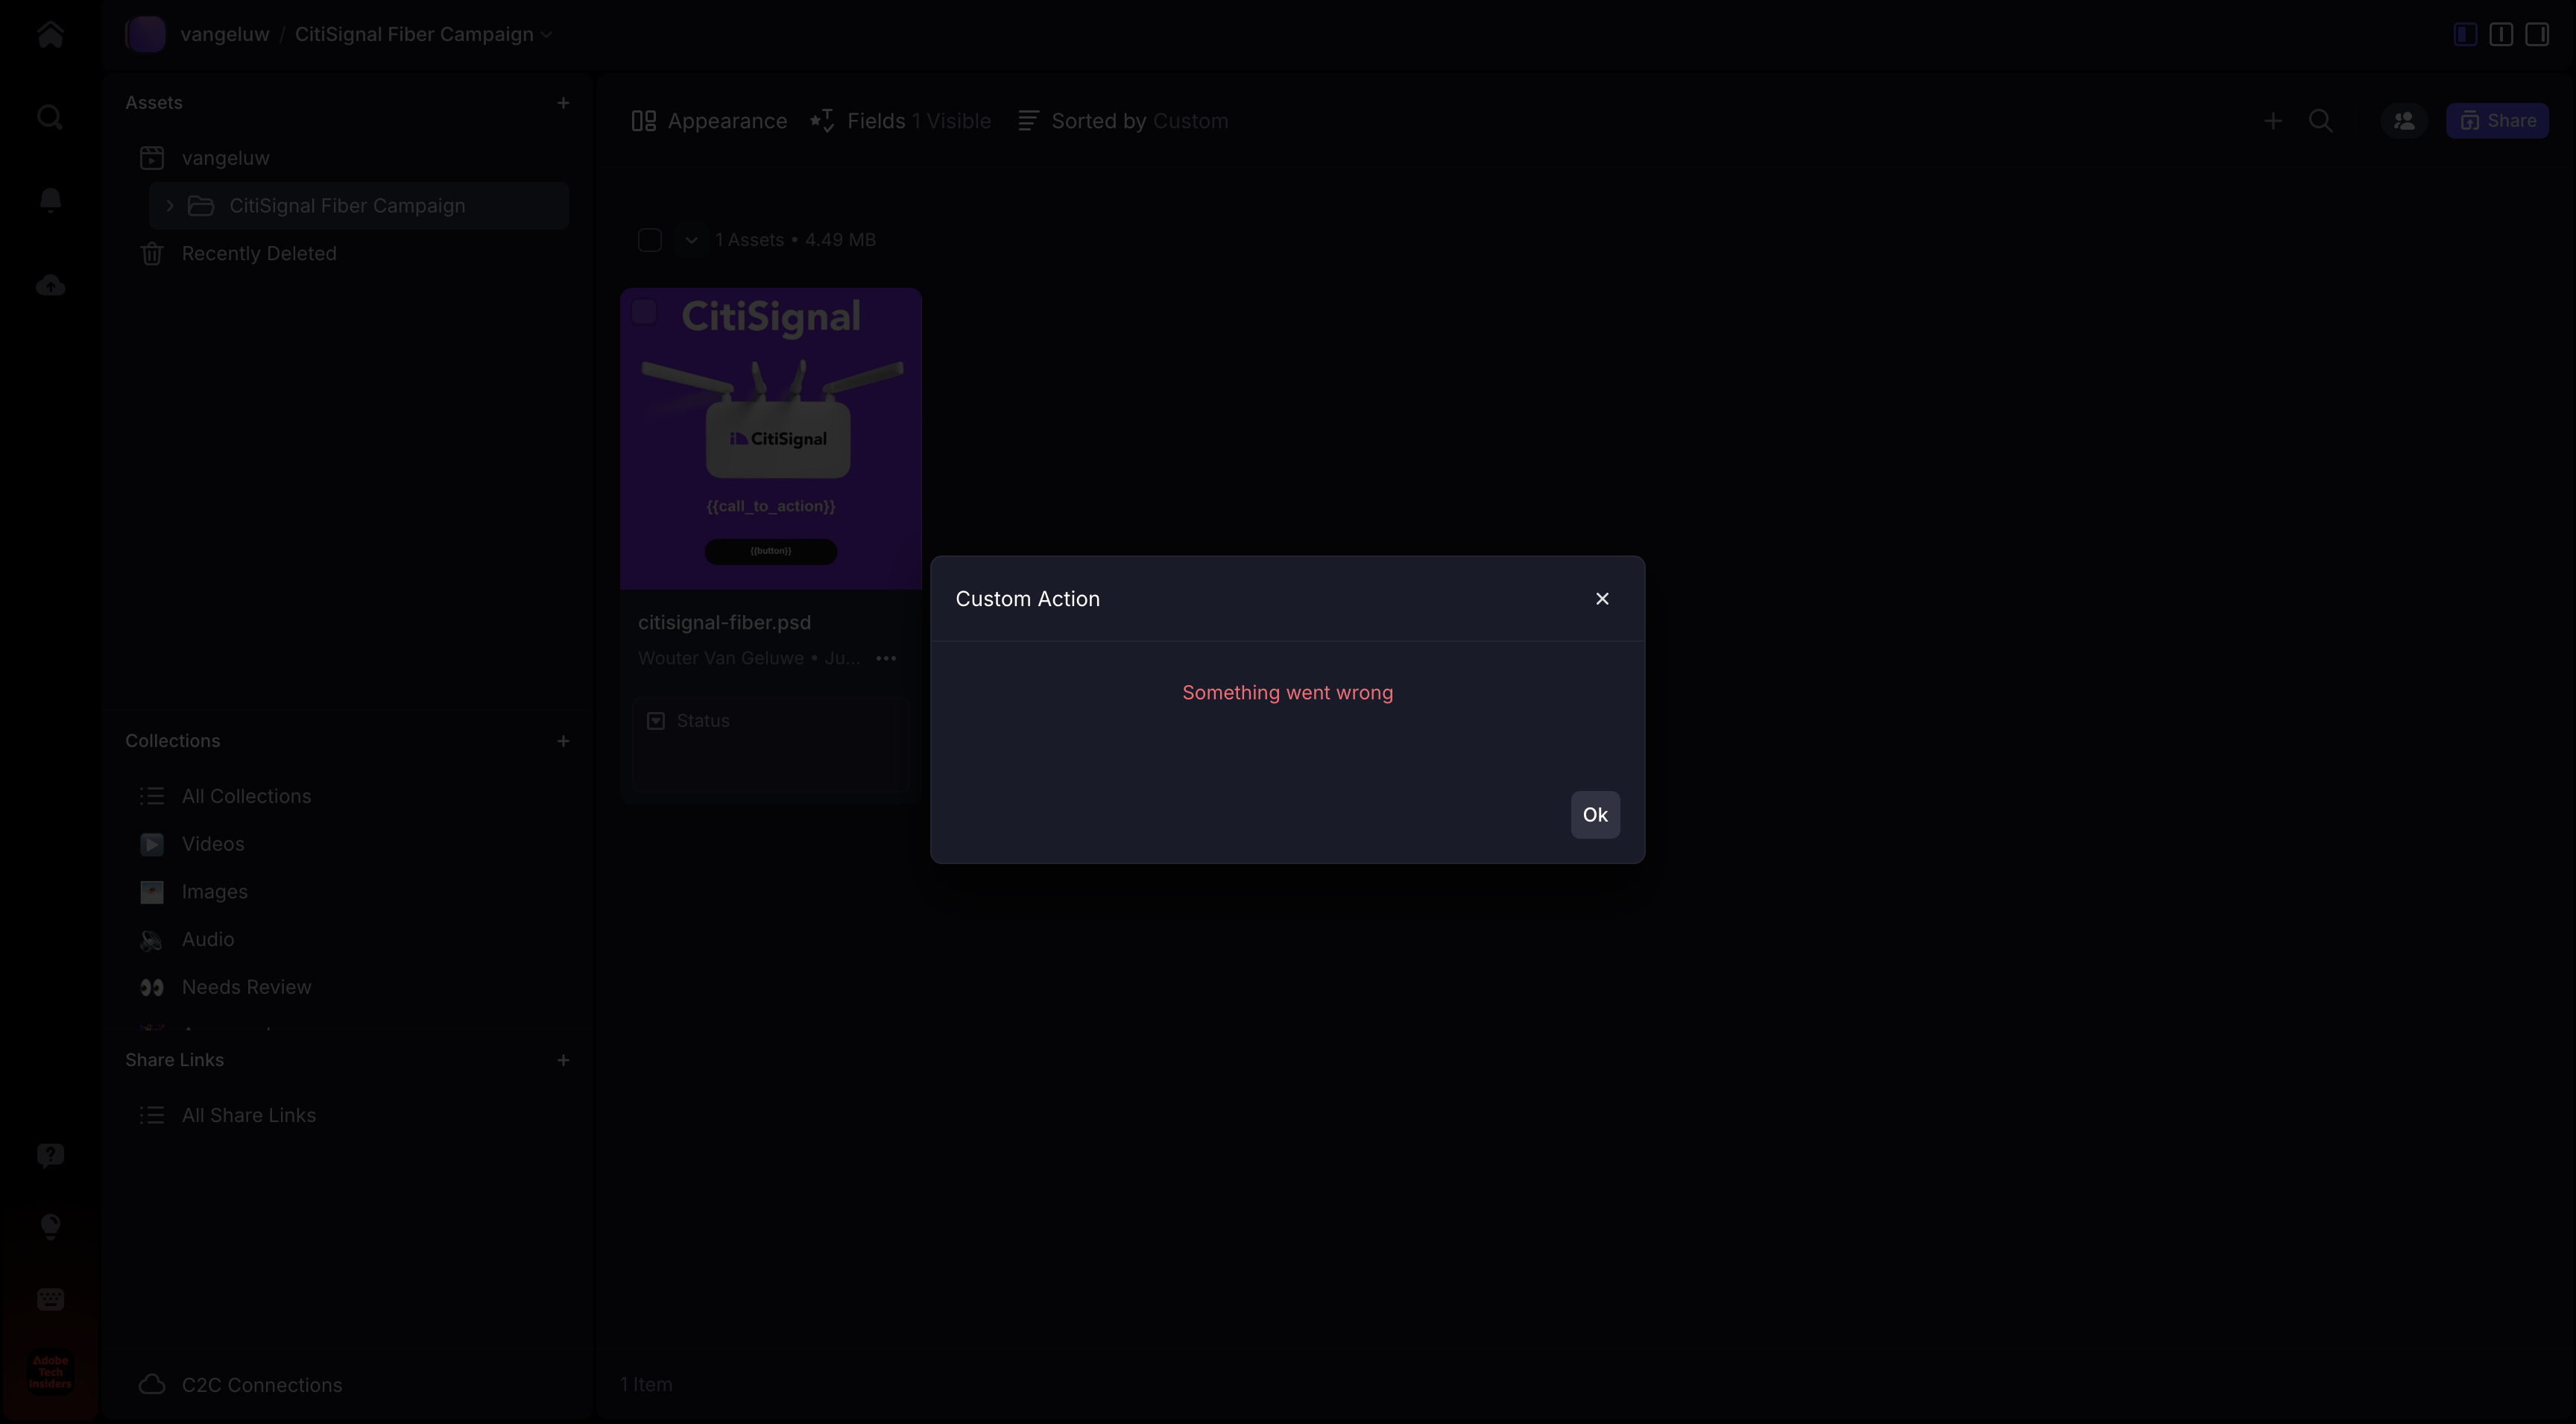 vangeluw / CitiSignal Fiber Campaign
Assets
vangeluw
CitiSignal Fiber Campaign
Recently Deleted
Appearance
Fields 1 Visible
Sorted by Custom
Share
1 Assets • 4.49 MB
CitiSignal
CitiSignal
{{call_to_action}}
{{button}}
citisignal-fiber.psd
Wouter Van Geluwe • Ju...
Status
Custom Action
Something went wrong
Ok
Collections
All Collections
Videos
Images
Audio
Needs Review
Share Links
All Share Links
Adobe
Tech
Insiders
C2C Connections
1 Item